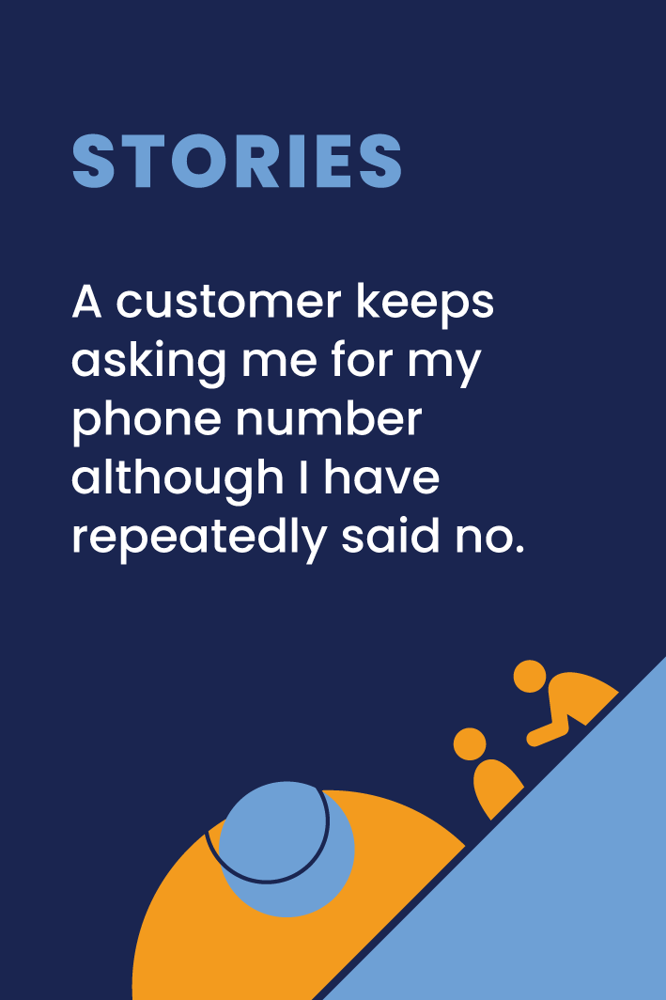 STORIES
A customer keeps
asking me for my
phone number
although I have
repeatedly said no.